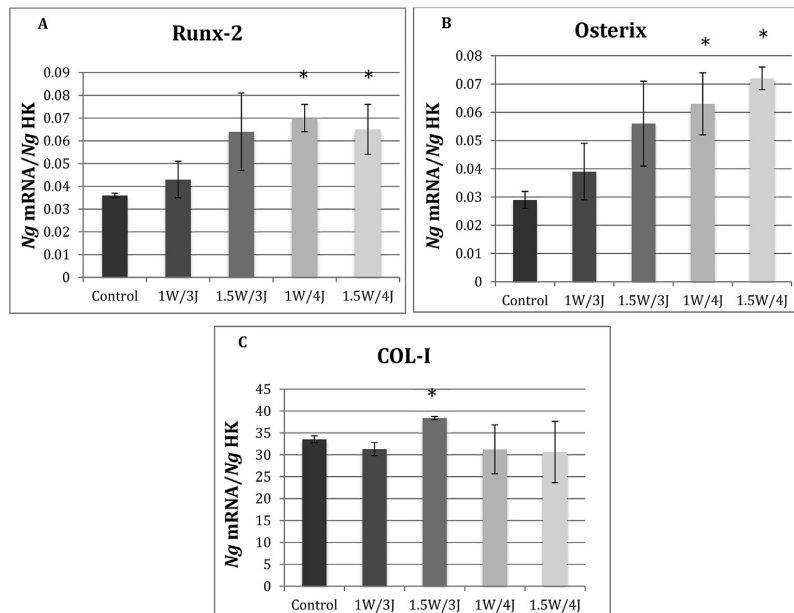 A
Runx-2
Ng mRNA/Ng HK
0.09
0.08
0.07
0.06
0.05
0.04
0.03
0.02
0.01
0
* *
Control 1W/3J 1.5W/3J 1W/4J 1.5W/4J
B
Osterix
Ng mRNA/Ng HK
0.08
0.07
0.06
0.05
0.04
0.03
0.02
0.01
0
* *
Control 1W/3J 1.5W/3J 1W/4J 1.5W/4J
C
COL-I
Ng mRNA/Ng HK
45
40
35
30
25
20
15
10
5
0
*
Control 1W/3J 1.5W/3J 1W/4J 1.5W/4J